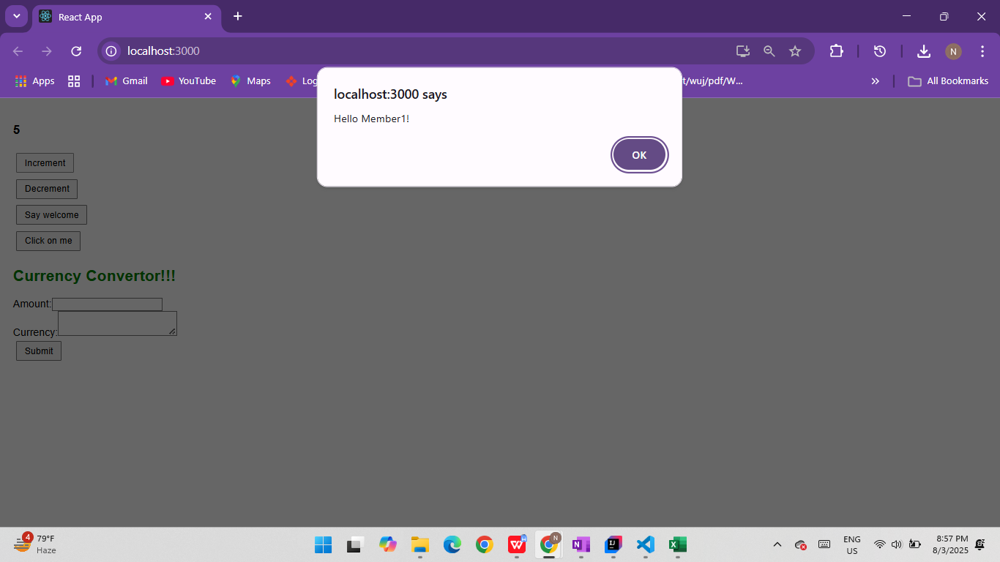 React App
localhost:3000
N
Apps
Gmail
YouTube
Maps
Log
t/wuj/pdf/W...
All Bookmarks
localhost:3000 says
Hello Member1!
OK
5
Increment
Decrement
Say welcome
Click on me
Currency Convertor!!!
Amount:
Currency:
Submit
4
79°F
Haze
N
ENG
US
8:57 PM
8/3/2025